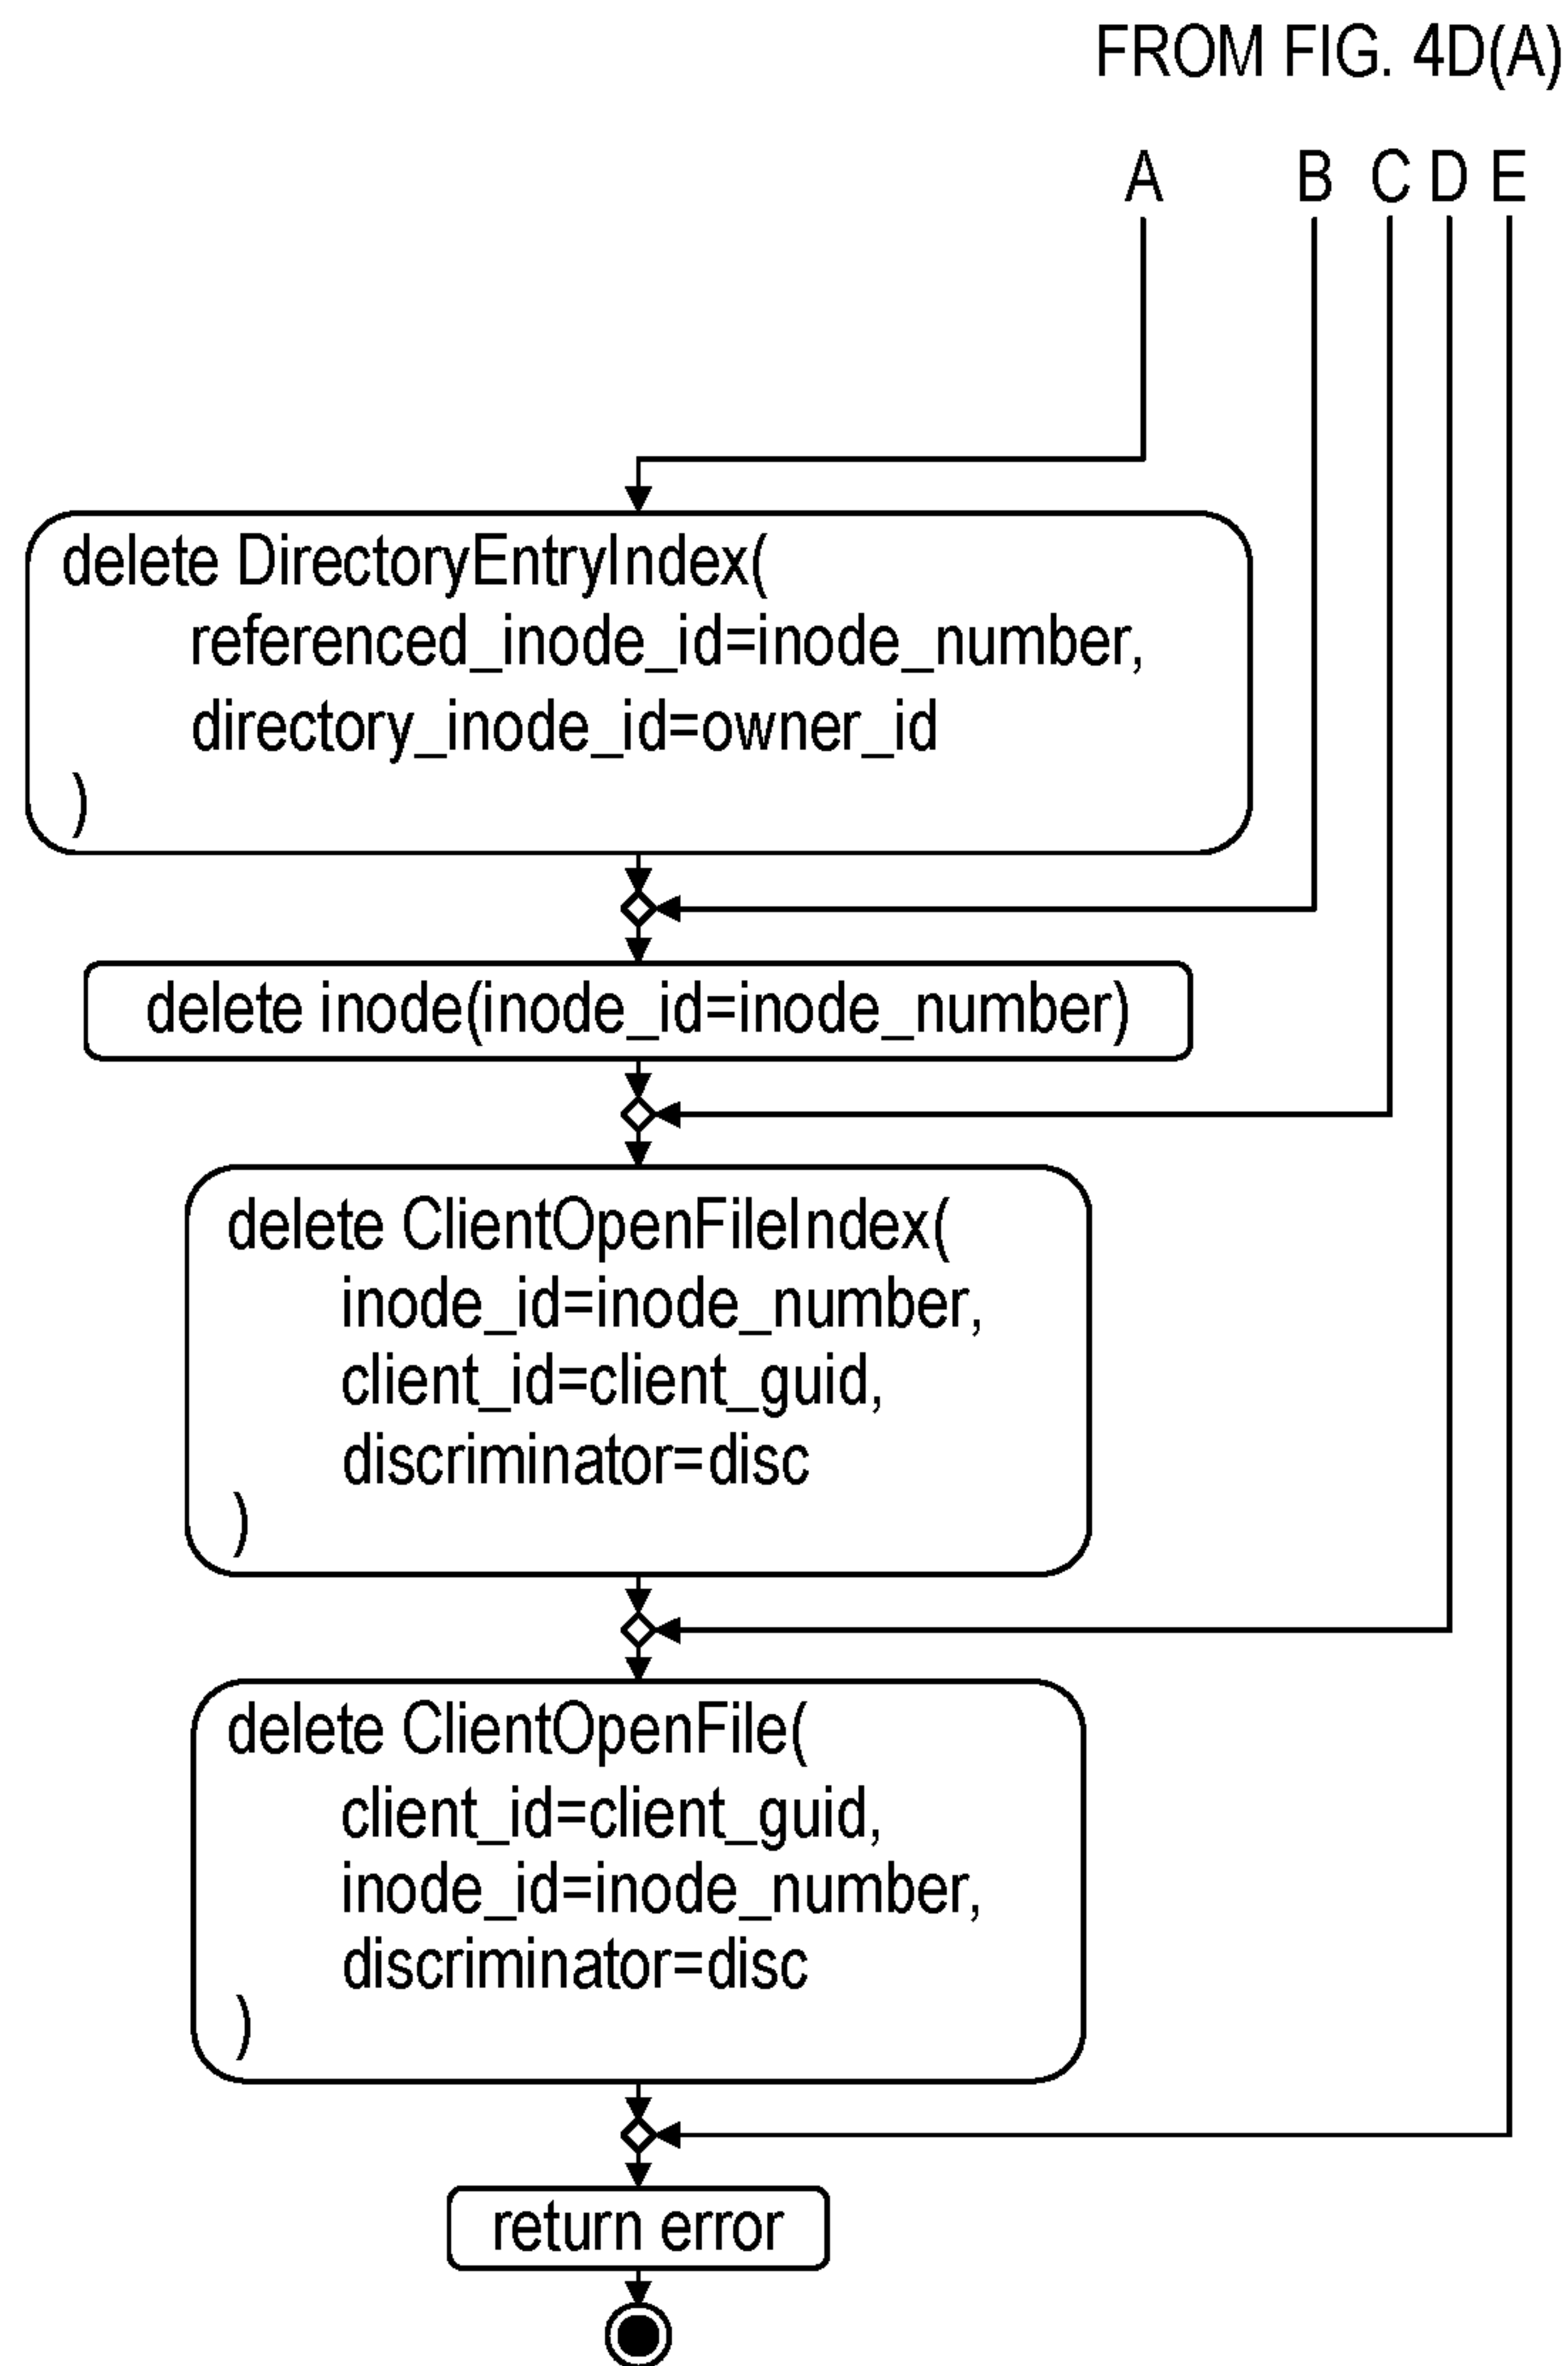 FROM FIG. 4D(A)
A B C D E
delete DirectoryEntryIndex(
referenced_inode_id=inode_number,
directory_inode_id=owner_id
)
delete inode(inode_id=inode_number)
delete ClientOpenFileIndex(
inode_id=inode_number,
client_id=client_guid,
discriminator=disc
)
delete ClientOpenFile(
client_id=client_guid,
inode_id=inode_number,
discriminator=disc
)
return error